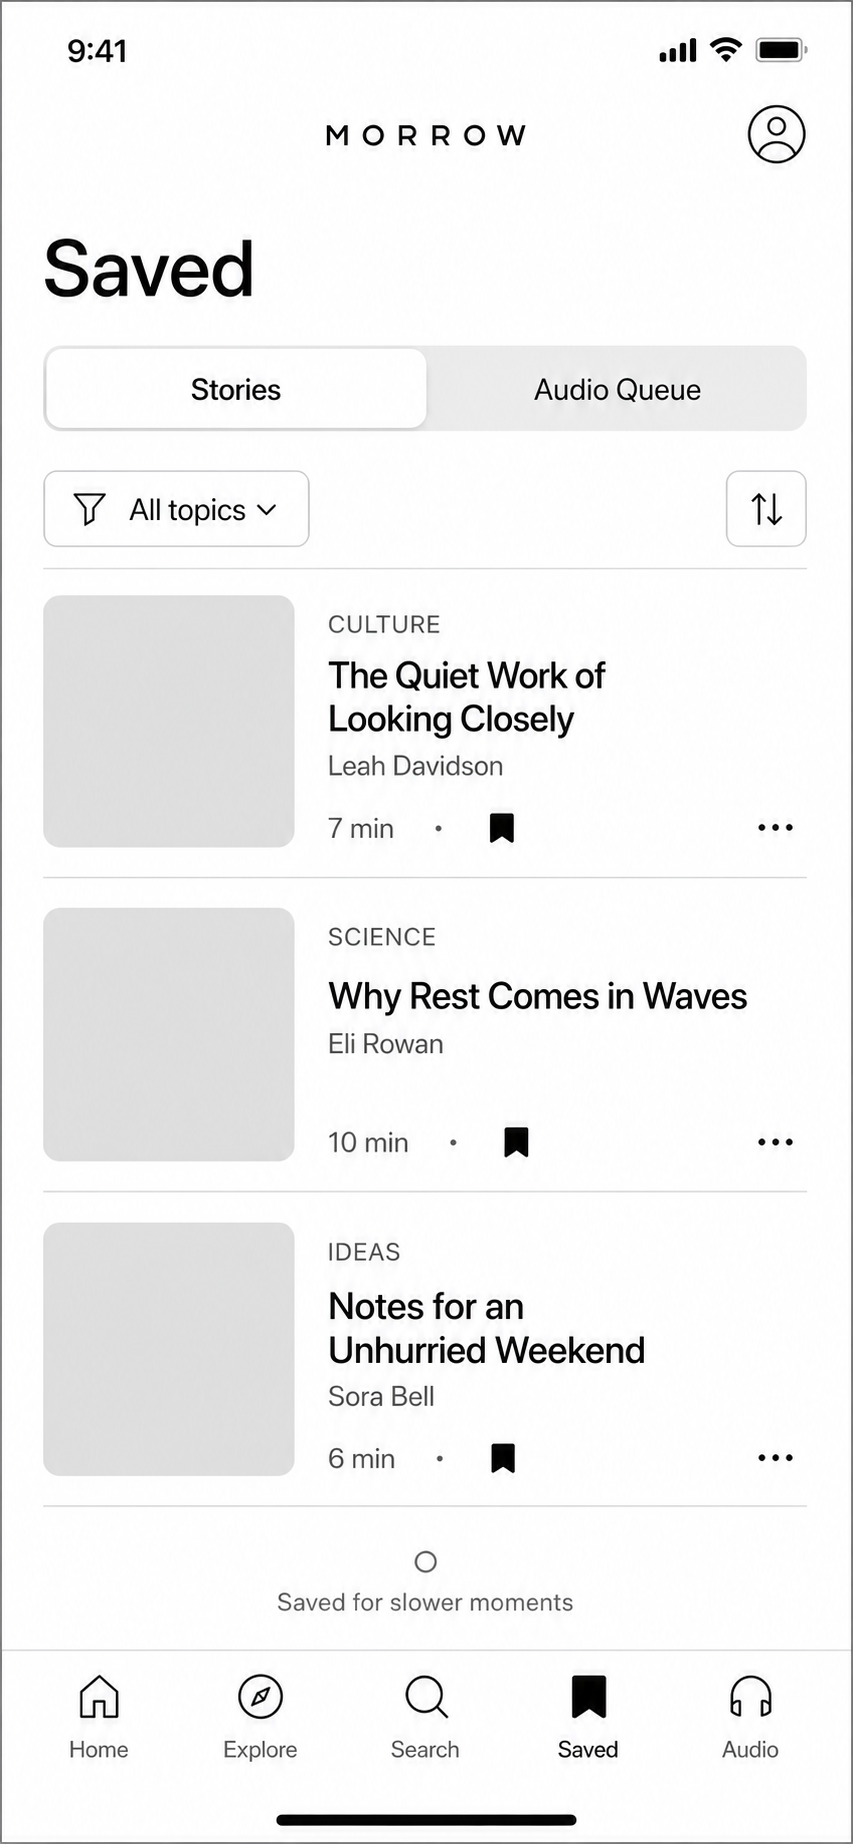 9:41
MORROW
Saved
Stories
Audio Queue
All topics
CULTURE
The Quiet Work of
Looking Closely
Leah Davidson
7 min •
SCIENCE
Why Rest Comes in Waves
Eli Rowan
10 min •
IDEAS
Notes for an
Unhurried Weekend
Sora Bell
6 min •
Saved for slower moments
Home
Explore
Search
Saved
Audio